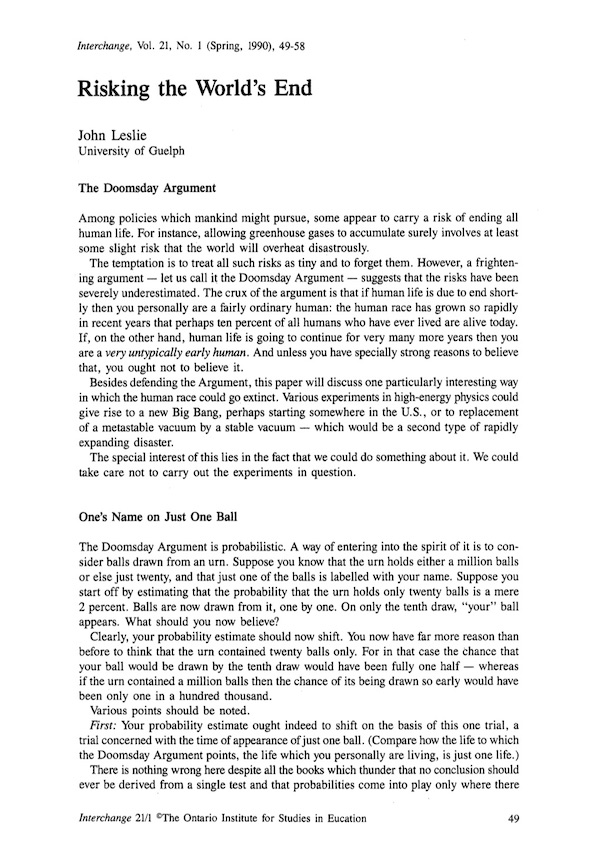 Interchange, Vol. 21, No. 1 (Spring, 1990), 49-58
Risking the World's End
John Leslie
University of Guelph
The Doomsday Argument
Among policies which mankind might pursue, some appear to carry a risk of ending all
human life. For instance, allowing greenhouse gases to accumulate surely involves at least
some slight risk that the world will overheat disastrously.
The temptation is to treat all such risks as tiny and to forget them. However, a frighten-
ing argument — let us call it the Doomsday Argument — suggests that the risks have been
severely underestimated. The crux of the argument is that if human life is due to end short-
ly then you personally are a fairly ordinary human: the human race has grown so rapidly
in recent years that perhaps ten percent of all humans who have ever lived are alive today.
If, on the other hand, human life is going to continue for very many more years then you
are a very untypically early human. And unless you have specially strong reasons to believe
that, you ought not to believe it.
Besides defending the Argument, this paper will discuss one particularly interesting way
in which the human race could go extinct. Various experiments in high-energy physics could
give rise to a new Big Bang, perhaps starting somewhere in the U.S., or to replacement
of a metastable vacuum by a stable vacuum — which would be a second type of rapidly
expanding disaster.
The special interest of this lies in the fact that we could do something about it. We could
take care not to carry out the experiments in question.
One's Name on Just One Ball
The Doomsday Argument is probabilistic. A way of entering into the spirit of it is to con-
sider balls drawn from an urn. Suppose you know that the urn holds either a million balls
or else just twenty, and that just one of the balls is labelled with your name. Suppose you
start off by estimating that the probability that the urn holds only twenty balls is a mere
2 percent. Balls are now drawn from it, one by one. On only the tenth draw, "your" ball
appears. What should you now believe?
Clearly, your probability estimate should now shift. You now have far more reason than
before to think that the urn contained twenty balls only. For in that case the chance that
your ball would be drawn by the tenth draw would have been fully one half — whereas
if the urn contained a million balls then the chance of its being drawn so early would have
been only one in a hundred thousand.
Various points should be noted.
First: Your probability estimate ought indeed to shift on the basis of this one trial, a
trial concerned with the time of appearance of just one ball. (Compare how the life to which
the Doomsday Argument points, the life which you personally are living, is just one life.)
There is nothing wrong here despite all the books which thunder that no conclusion should
ever be derived from a single test and that probabilities come into play only where there
Interchange 21/1 ©The Ontario Institute for Studies in Eucation
49